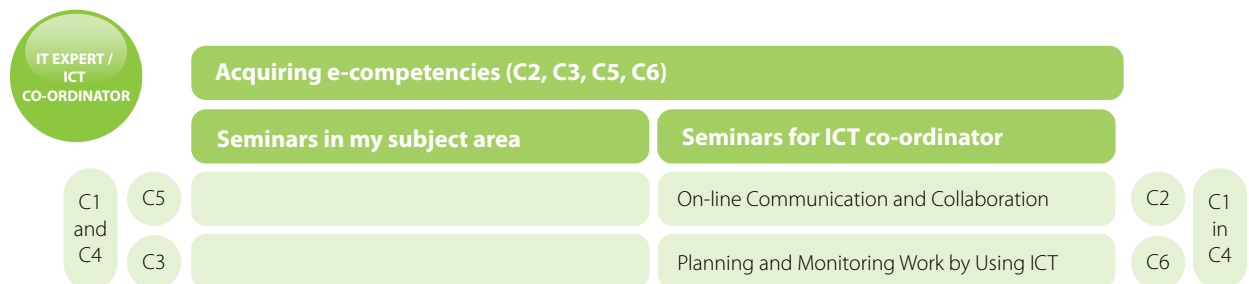 IT EXPERT /
ICT
CO-ORDINATOR
Acquiring e-competencies (C2, C3, C5, C6)
Seminars in my subject area
Seminars for ICT co-ordinator
C1
and
C4
C5
On-line Communication and Collaboration
C2
C1
in
C4
C3
Planning and Monitoring Work by Using ICT
C6